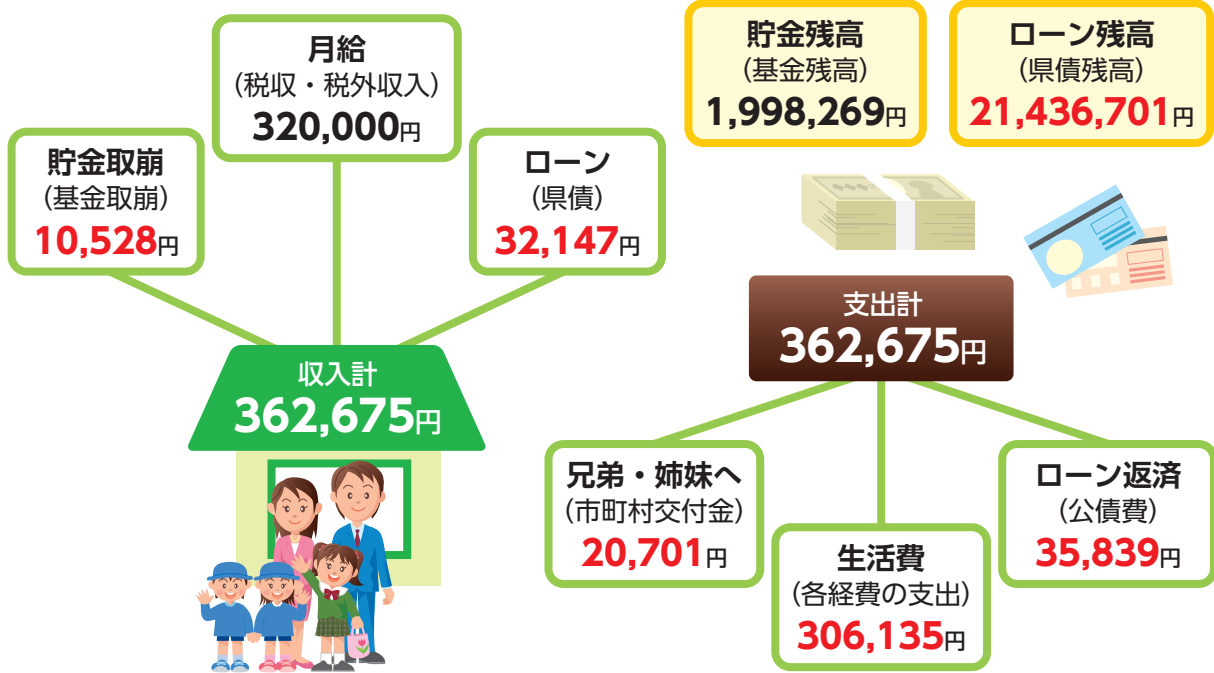 月給
（税収・税外収入）
320,000円
貯金取崩
（基金取崩）
10,528円
ローン
（県債）
32,147円
収入計
362,675円
貯金残高
（基金残高）
1,998,269円
ローン残高
（県債残高）
21,436,701円
支出計
362,675円
兄弟・姉妹へ
（市町村交付金）
20,701円
生活費
（各経費の支出）
306,135円
ローン返済
（公債費）
35,839円